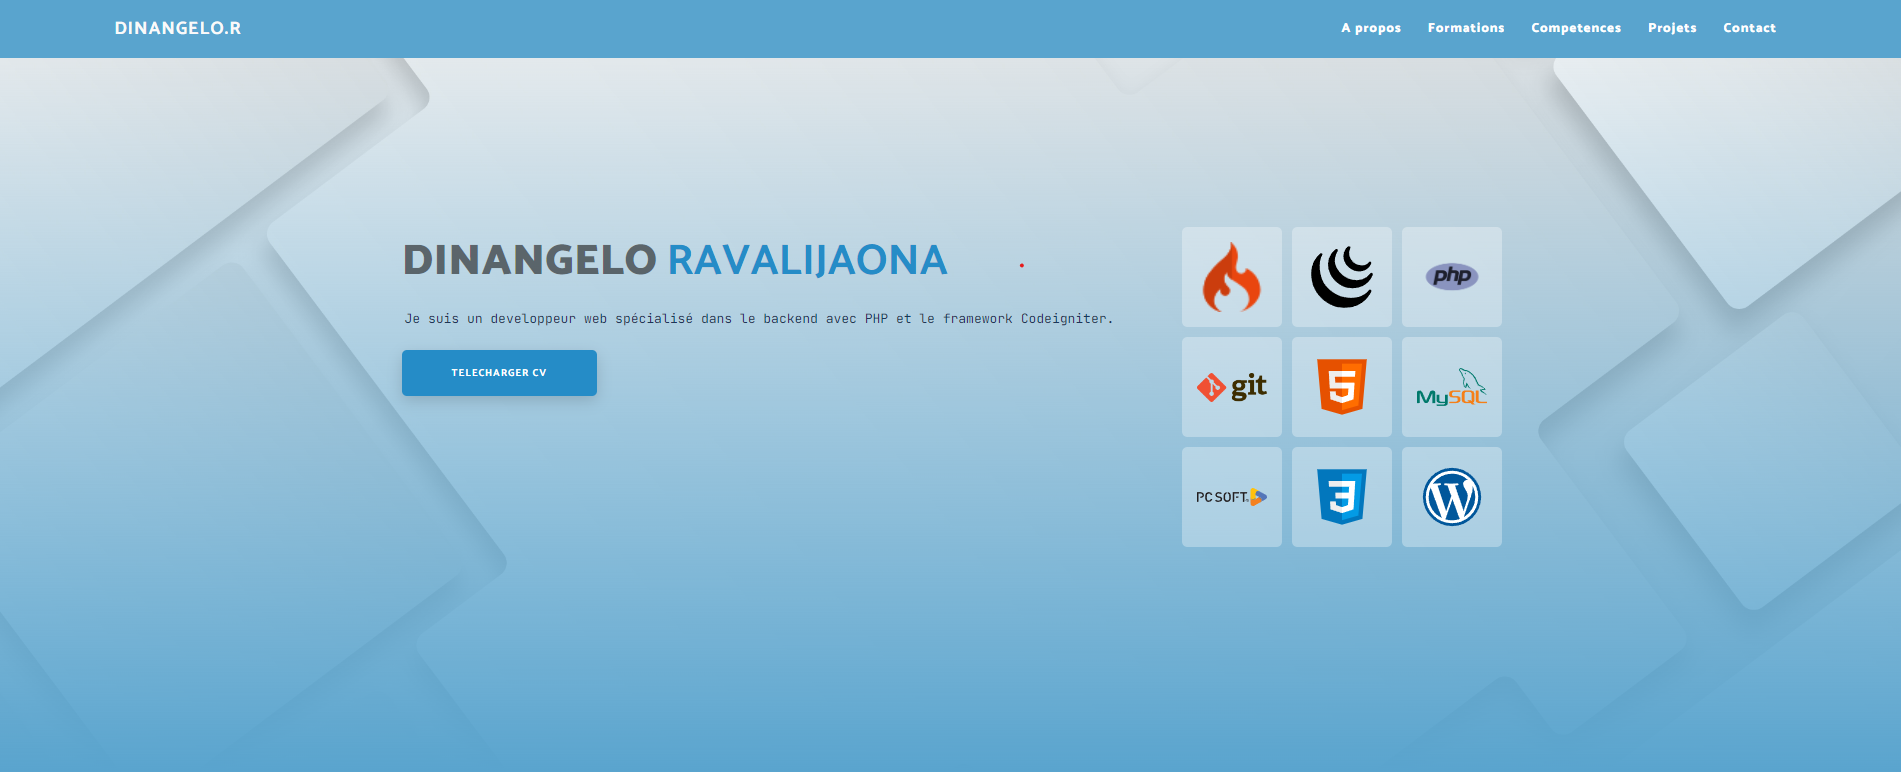 DINANGELO.R
A propos
Formations
Competences
Projets
Contact
DINANGELO RAVALIJAONA
Je suis un developpeur web spécialisé dans le backend avec PHP et le framework Codeigniter.
TELECHARGER CV
php
git
5
MySQL
PC SOFT
3
W